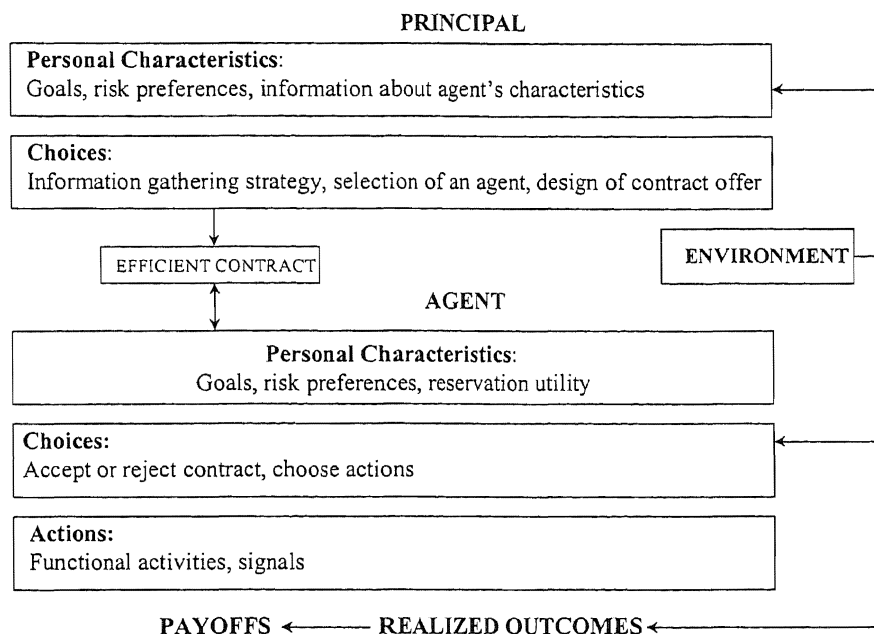 PRINCIPAL
Personal Characteristics:
Goals, risk preferences, information about agent's characteristics
Choices:
Information gathering strategy, selection of an agent, design of contract offer
EFFICIENT CONTRACT
ENVIRONMENT
AGENT
Personal Characteristics:
Goals, risk preferences, reservation utility
Choices:
Accept or reject contract, choose actions
Actions:
Functional activities, signals
PAYOFFS REALIZED OUTCOMES